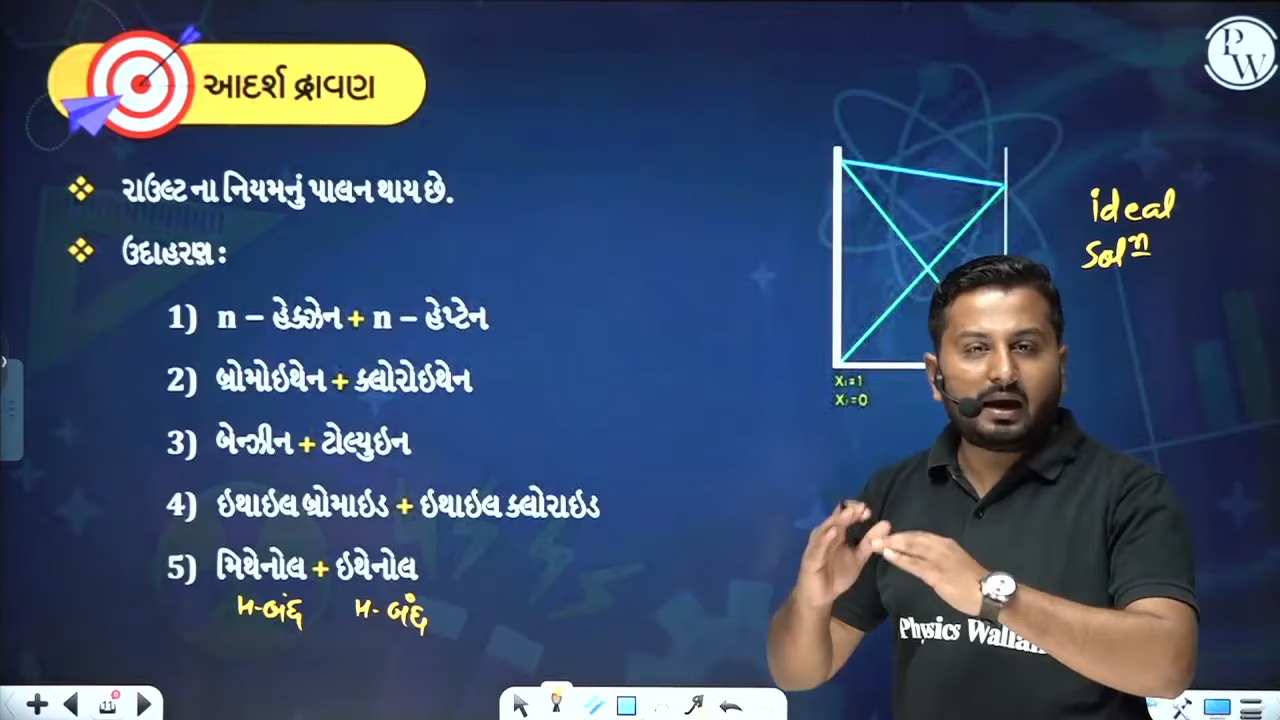 આદર્શ દ્રાવણ
PW
રાઉલ્ટ ના નિયમનું પાલન થાય છે.
ઉદાહરણ :
1) n – હેક્ઝેન + n – હેપ્ટેન
2) બ્રોમોઇથેન + ક્લોરોઇથેન
3) બેન્ઝીન + ટોલ્યુઇન
4) ઇથાઇલ બ્રોમાઇડ + ઇથાઇલ ક્લોરાઇડ
5) મિથેનોલ + ઇથેનોલ
H-બંધ H-બંધ
ideal
solⁿ
X₁=1
X₂=0
Physics Wallah